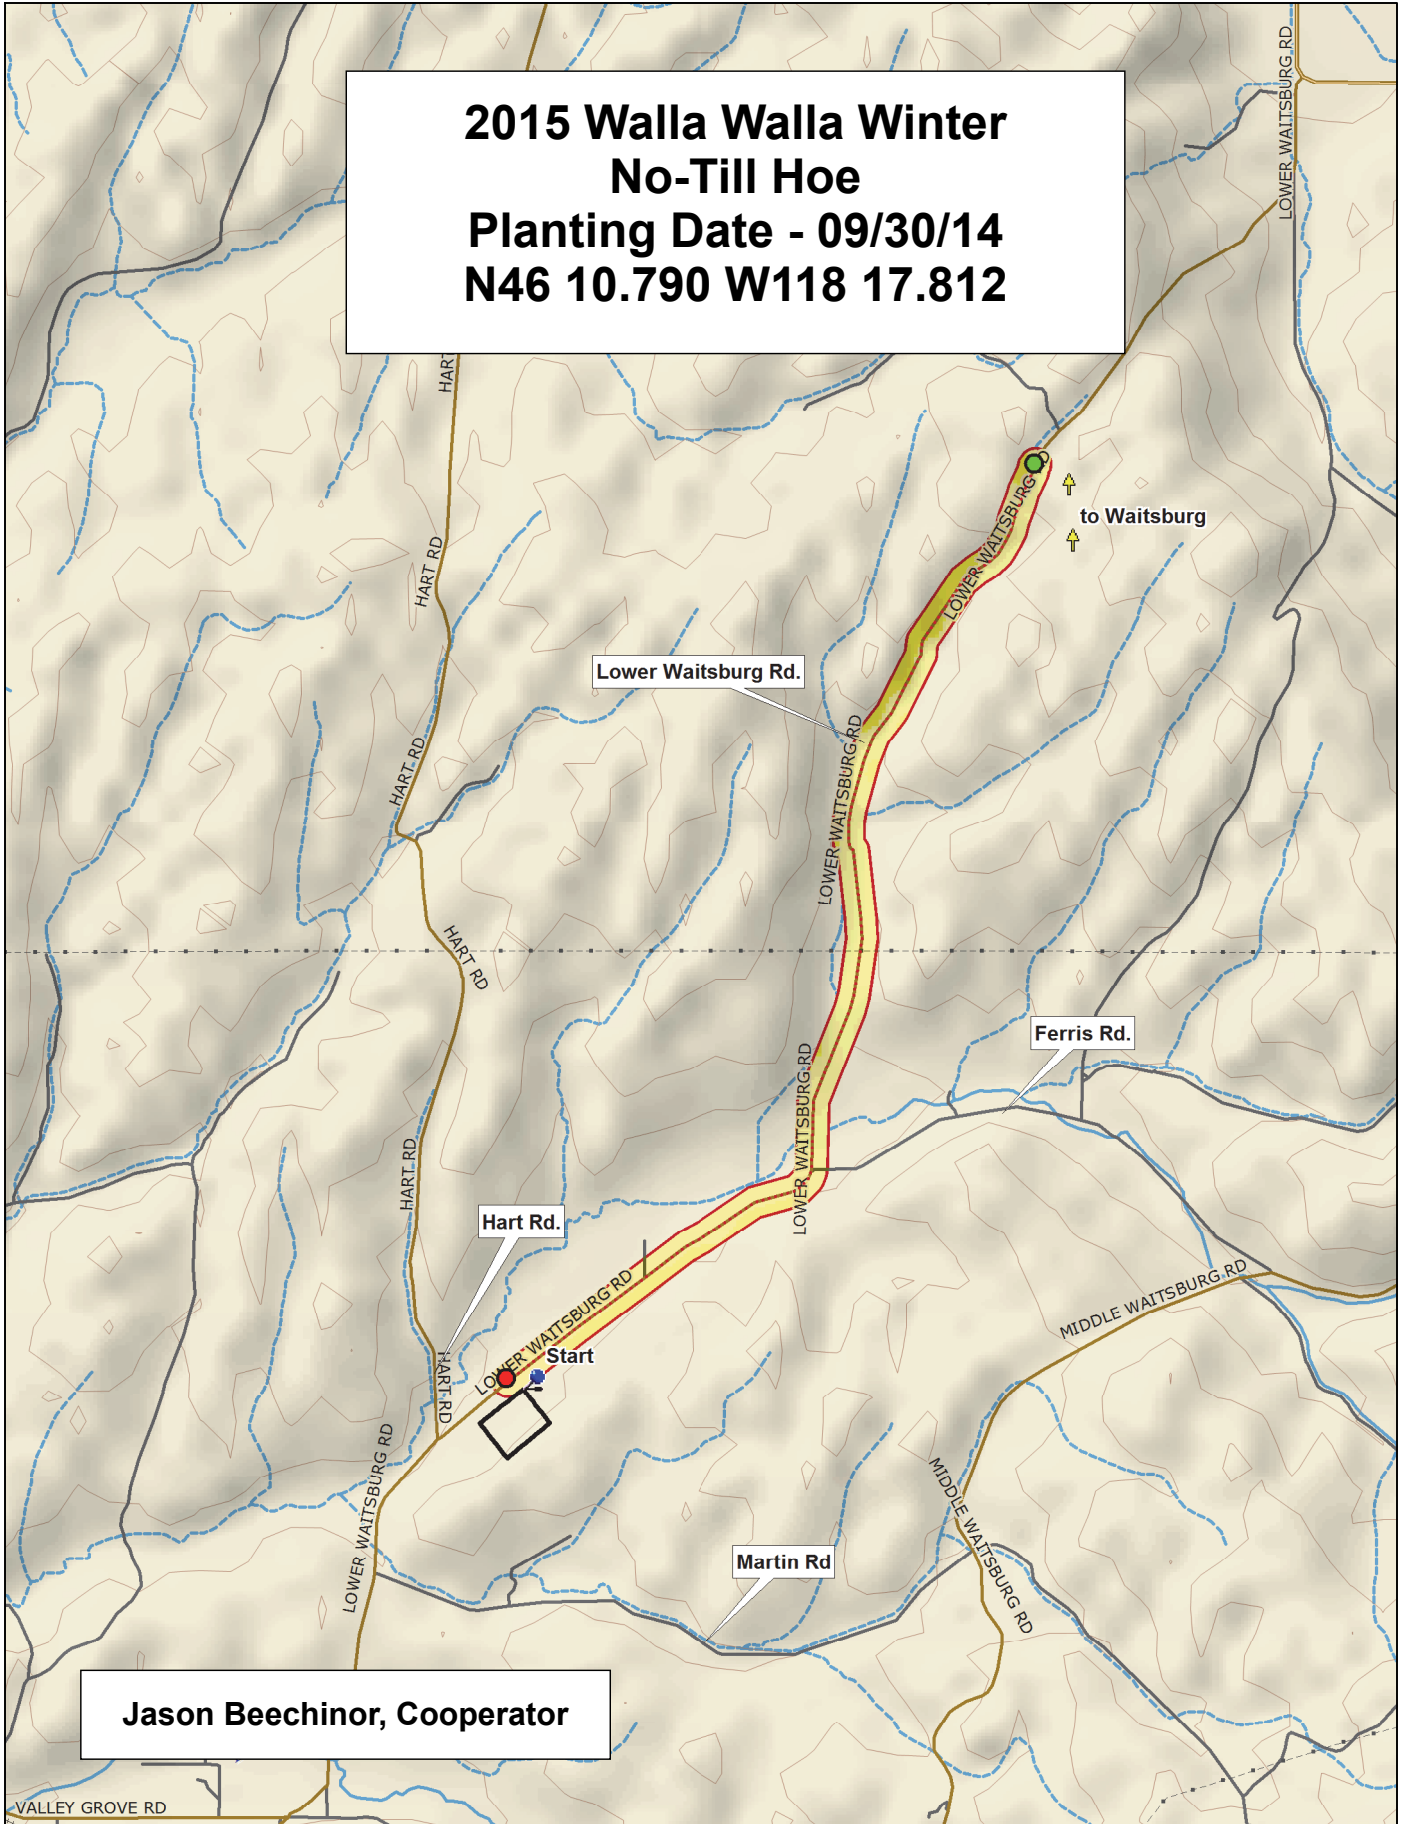 LOWER WAITSBURG RD
2015 Walla Walla Winter
No-Till Hoe
Planting Date - 09/30/14
N46 10.790 W118 17.812
HART
LOWER WAITSBURG RD
to Waitsburg
HART RD
Lower Waitsburg Rd.
LOWER WAITSBURG RD
HART RD
HART RD
Ferris Rd.
LOWER WAITSBURG RD
HART RD
Hart Rd.
MIDDLE WAITSBURG RD
LOWER WAITSBURG RD
Start
HART RD
LOWER WAITSBURG RD
MIDDLE WAITSBURG RD
Martin Rd
Jason Beechinor, Cooperator
VALLEY GROVE RD